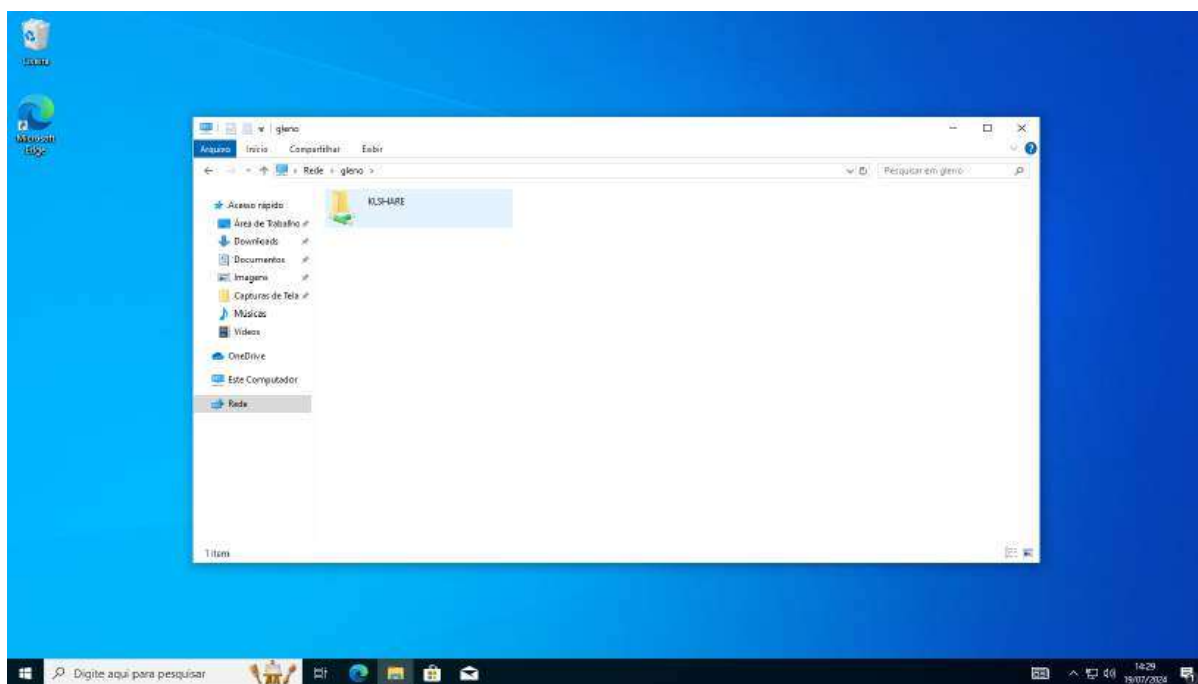 Lixeira
Microsoft
Edge
gleno
Arquivo Início Compartilhar Exibir
Rede gleno
Pesquisar em gleno
Acesso rápido
Área de Trabalho
Downloads
Documentos
Imagens
Capturas de Tela
Músicas
Vídeos
OneDrive
Este Computador
Rede
KLSHARE
1 item
Digite aqui para pesquisar
14:29
19/07/2024